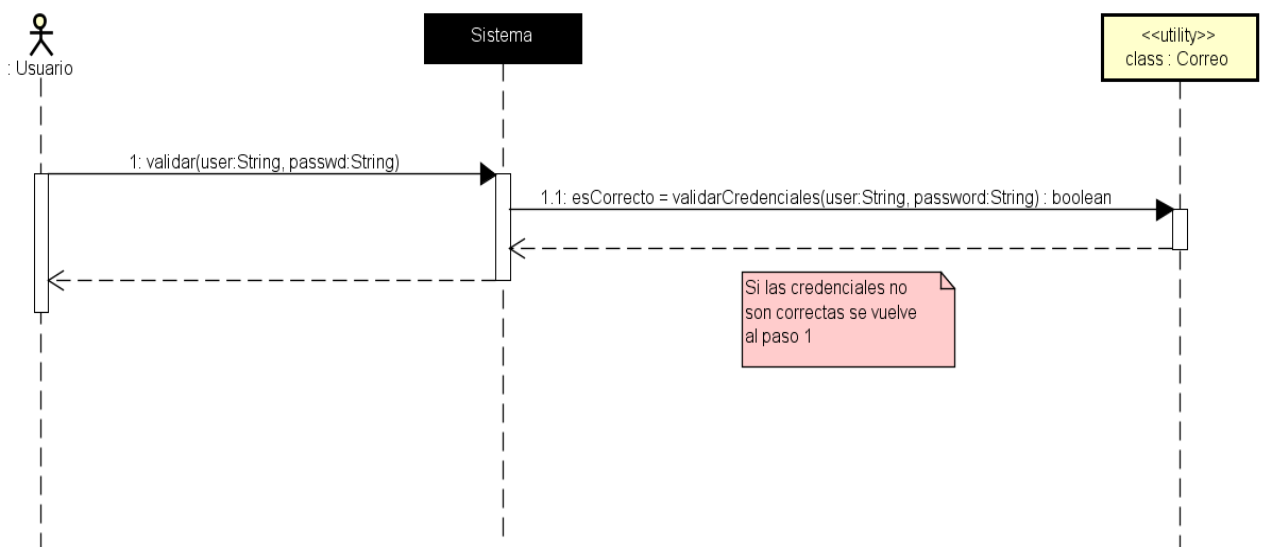 Sistema
<<utility>>
class : Correo
: Usuario
1: validar(user:String, passwd:String)
1.1: esCorrecto = validarCredenciales(user:String, password:String) : boolean
Si las credenciales no
son correctas se vuelve
al paso 1